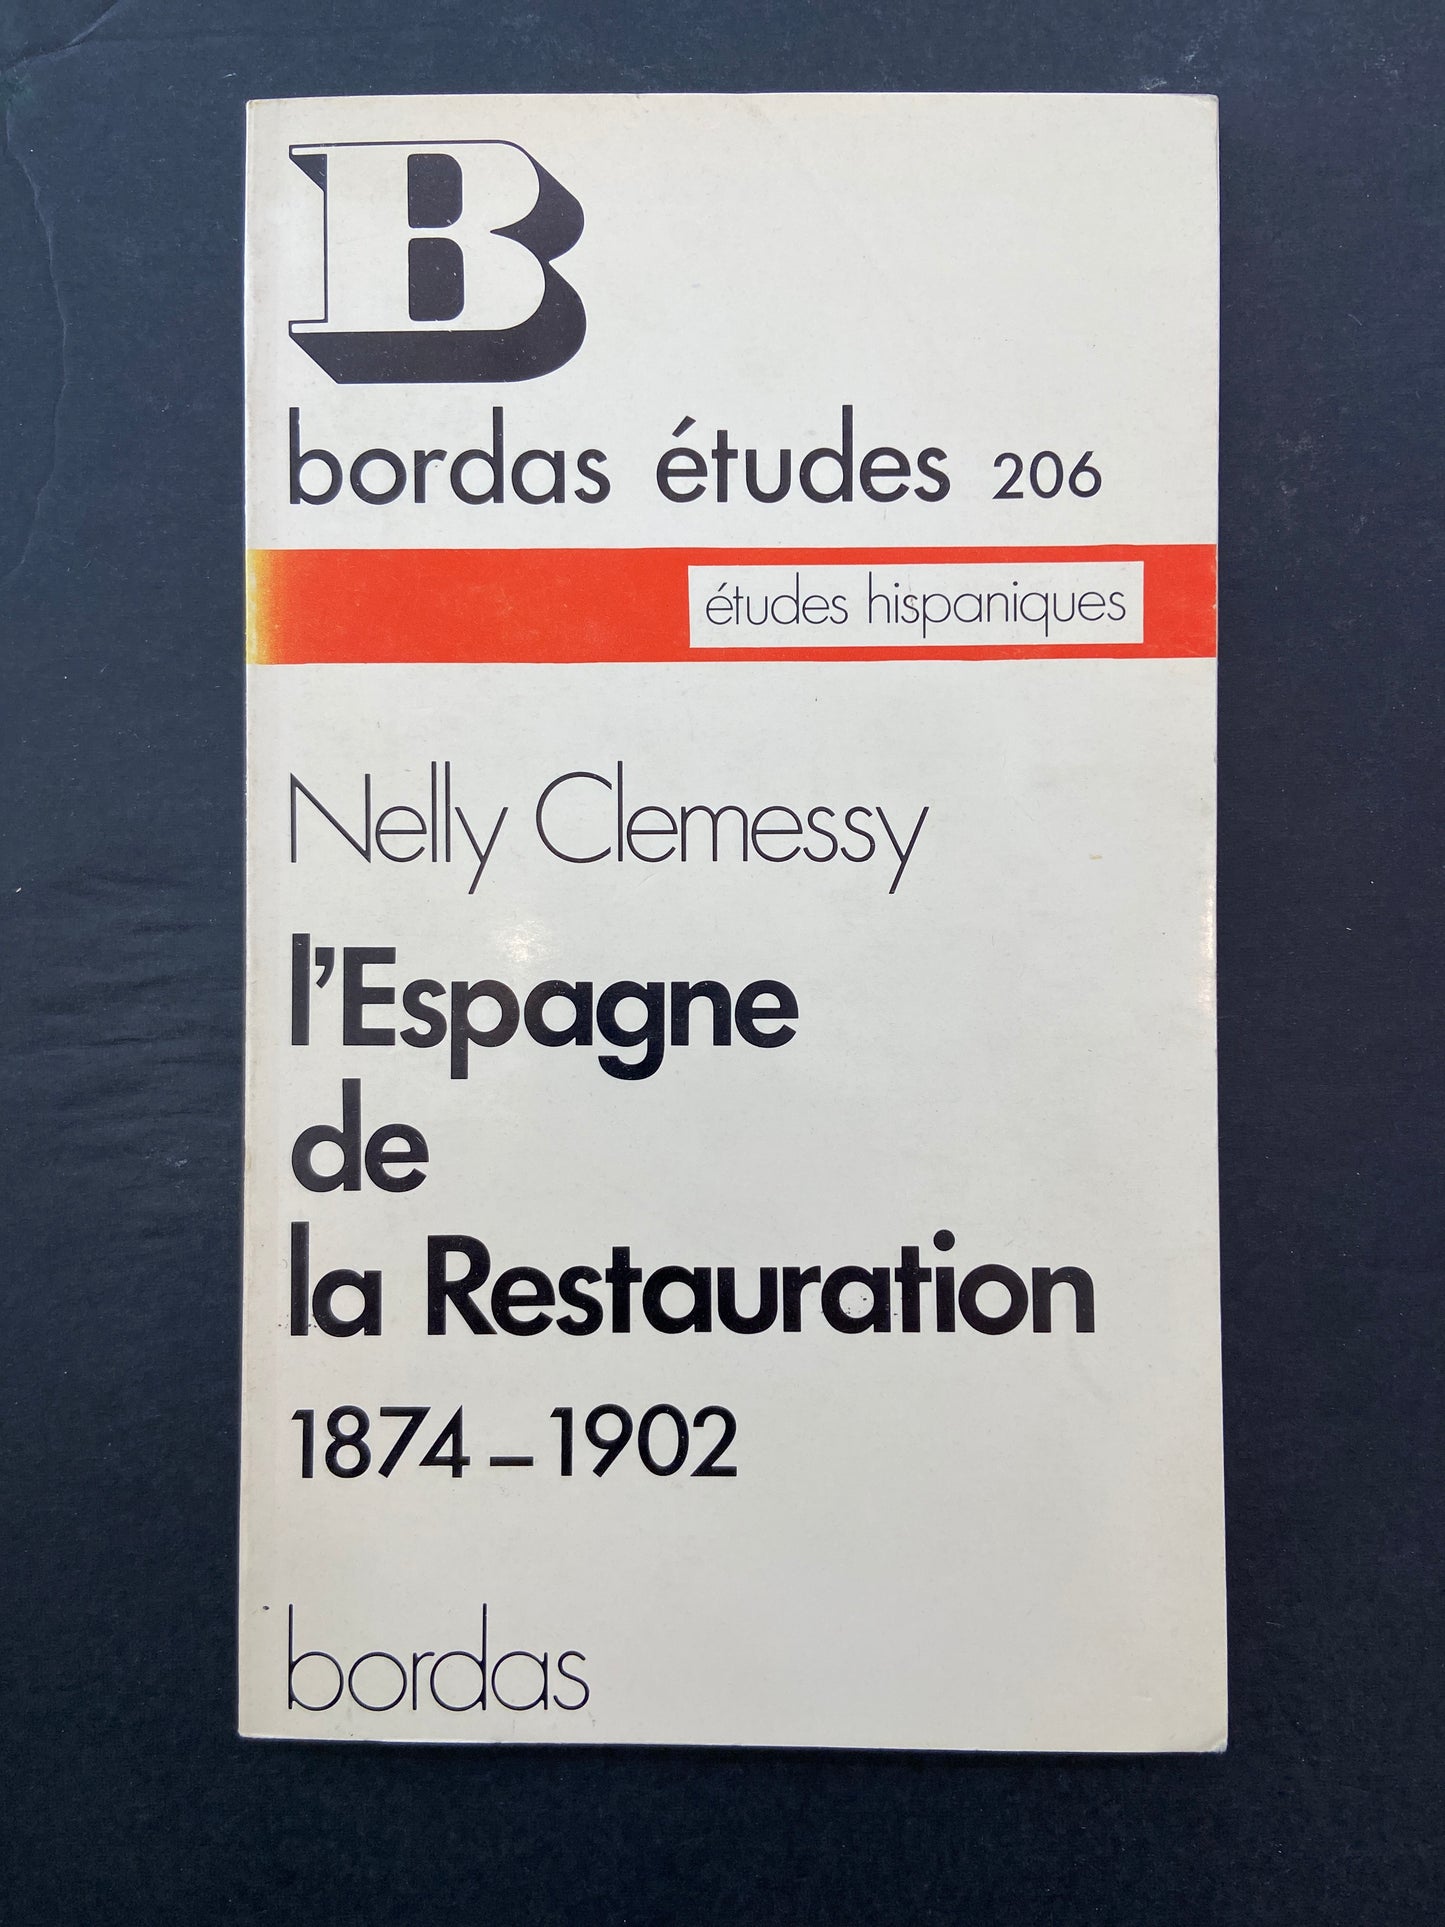 B
bordas études 206
études hispaniques
Nelly Clemessy
l'Espagne
de
la Restauration
1874-1902
bordas